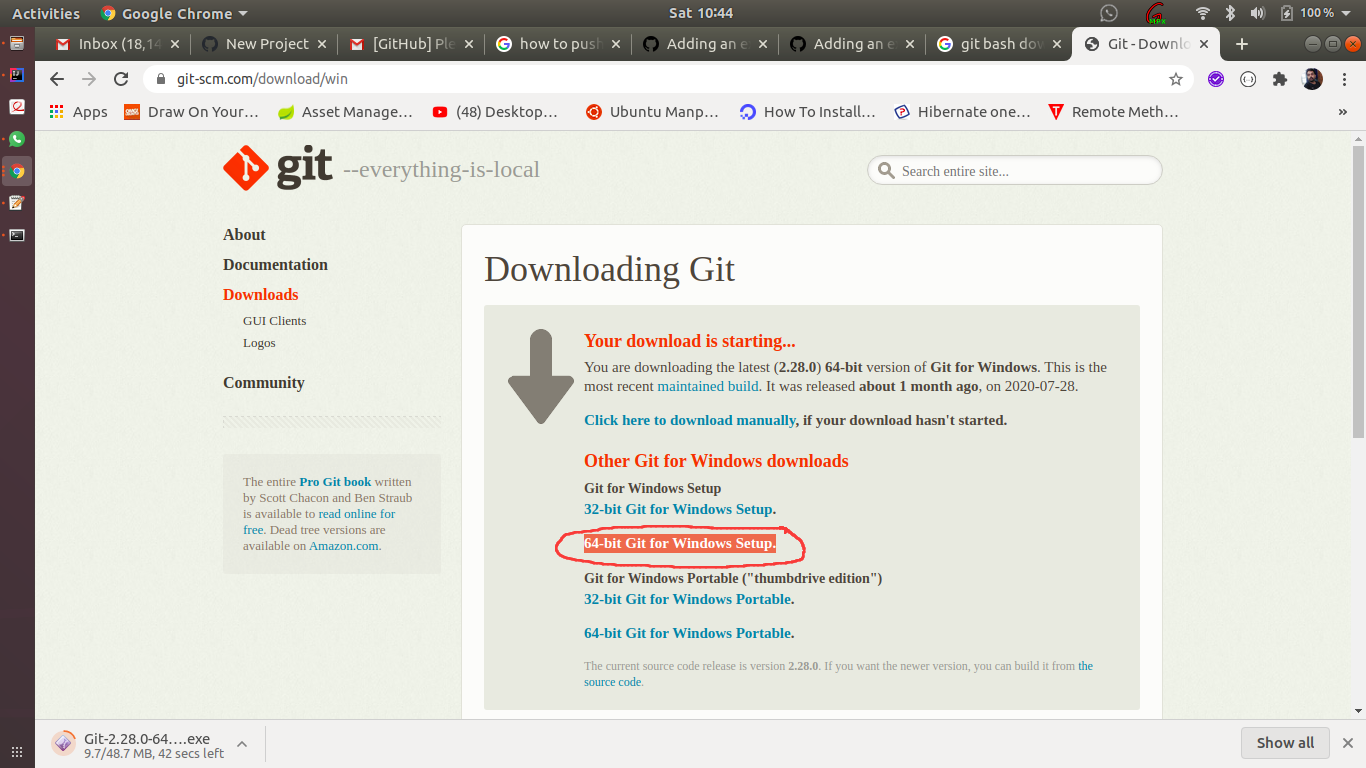 Activities Google Chrome Sat 10:44 100 %
Inbox (18,14 New Project [GitHub] Ple how to push Adding an e Adding an e git bash dov Git - Downlo
git-scm.com/download/win
Apps Draw On Your… Asset Manage… (48) Desktop… Ubuntu Manp… How To Install… Hibernate one… Remote Meth… »
git --everything-is-local
Search entire site...
About
Documentation
Downloads
GUI Clients
Logos
Community
The entire Pro Git book written
by Scott Chacon and Ben Straub
is available to read online for
free. Dead tree versions are
available on Amazon.com.
Downloading Git
Your download is starting...
You are downloading the latest (2.28.0) 64-bit version of Git for Windows. This is the
most recent maintained build. It was released about 1 month ago, on 2020-07-28.
Click here to download manually, if your download hasn't started.
Other Git for Windows downloads
Git for Windows Setup
32-bit Git for Windows Setup.
64-bit Git for Windows Setup.
Git for Windows Portable ("thumbdrive edition")
32-bit Git for Windows Portable.
64-bit Git for Windows Portable.
The current source code release is version 2.28.0. If you want the newer version, you can build it from the
source code.
Git-2.28.0-64….exe
9.7/48.7 MB, 42 secs left
Show all